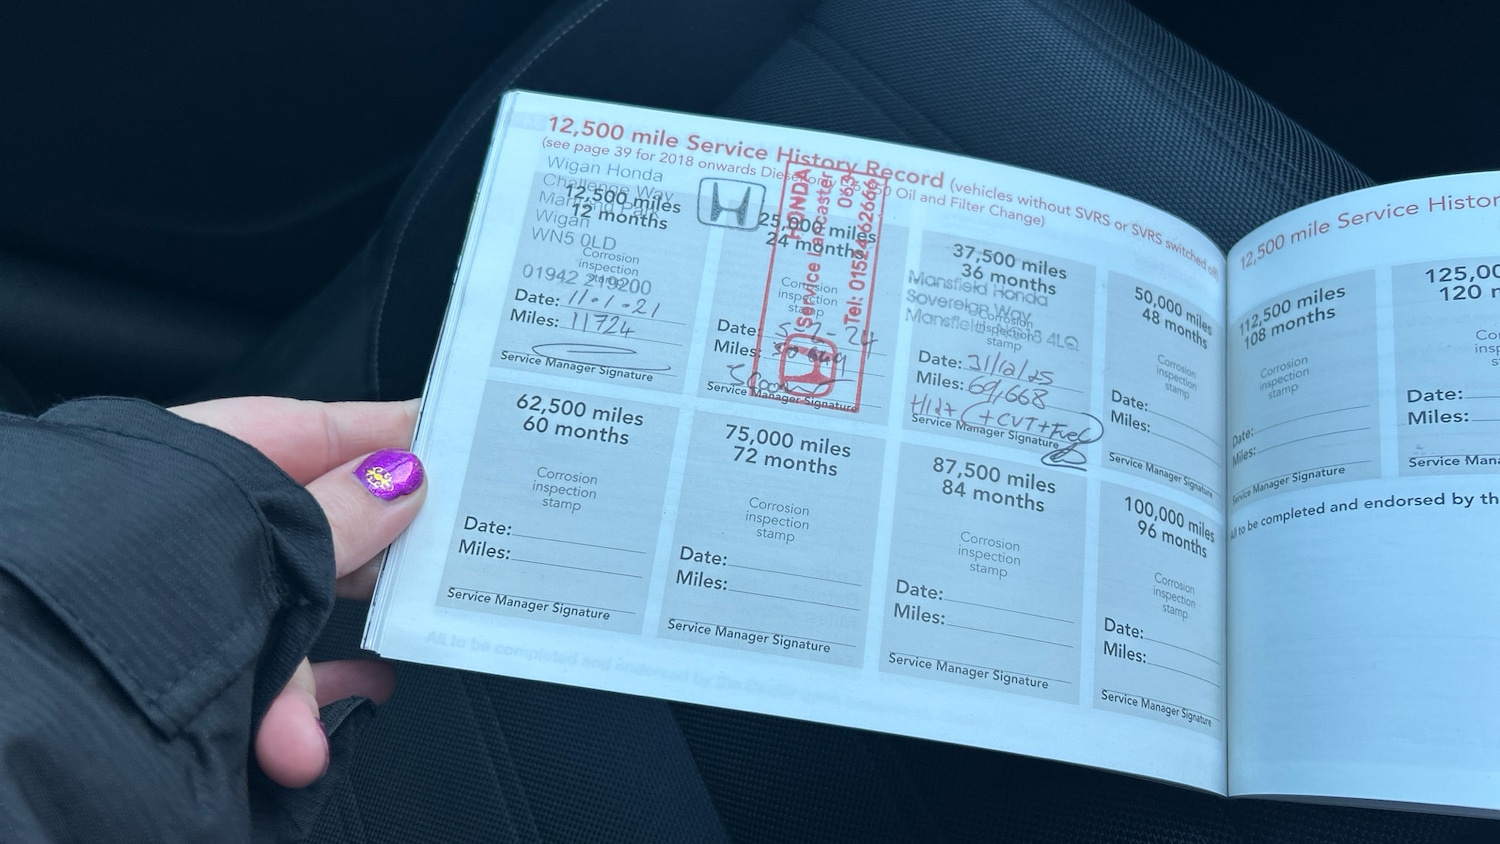 12,500 mile Service History Record (vehicles without SVRS or SVRS switched off)
(see page 39 for 2018 onwards Diesel only Oil and Filter Change)
Wigan Honda
Challenge Way
Wigan
WN5 0LD
01942 219200
12,500 miles
12 months
Corrosion
inspection
stamp
Date: 11.1.21
Miles: 11724
Service Manager Signature
25,000 miles
24 months
Corrosion
inspection
stamp
HONDA
Service Lancaster
Tel: 01524 62666
Date: 24
Miles:
Service Manager Signature
37,500 miles
36 months
Mansfield Honda
Sovereign Way
Mansfield
Corrosion
inspection
stamp
Date: 31/12/25
Miles: 69,668
+ CVT + Fuel
Service Manager Signature
50,000 miles
48 months
Corrosion
inspection
stamp
Date:
Miles:
Service Manager Signature
62,500 miles
60 months
Corrosion
inspection
stamp
Date:
Miles:
Service Manager Signature
75,000 miles
72 months
Corrosion
inspection
stamp
Date:
Miles:
Service Manager Signature
87,500 miles
84 months
Corrosion
inspection
stamp
Date:
Miles:
Service Manager Signature
100,000 miles
96 months
Corrosion
inspection
stamp
Date:
Miles:
Service Manager Signature
12,500 mile Service Histor
112,500 miles
108 months
Corrosion
inspection
stamp
Date:
Miles:
Service Manager Signature
125,00
120 m
Co
insp
st
Date:
Miles:
Service Mana
All to be completed and endorsed by th